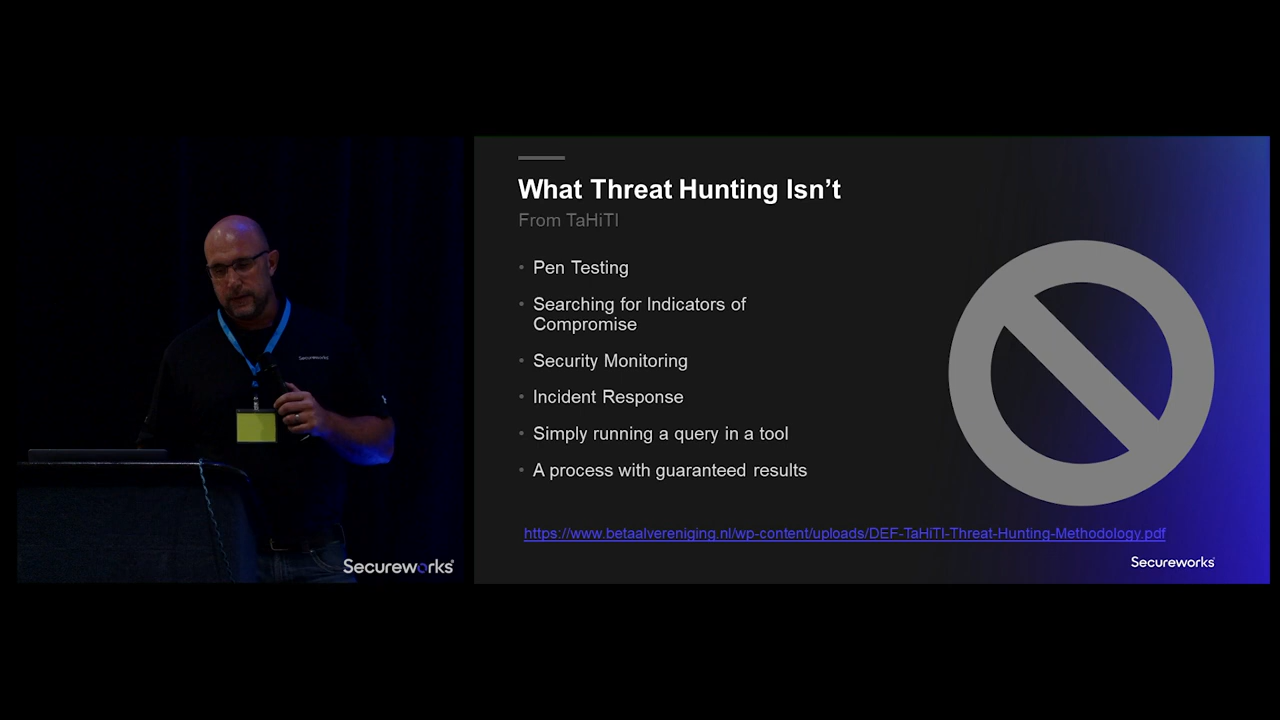 What Threat Hunting Isn’t
From TaHiTI
• Pen Testing
• Searching for Indicators of
Compromise
• Security Monitoring
• Incident Response
• Simply running a query in a tool
• A process with guaranteed results
https://www.betaalvereniging.nl/wp-content/uploads/DEF-TaHiTI-Threat-Hunting-Methodology.pdf
Secureworks
Secureworks
Secureworks